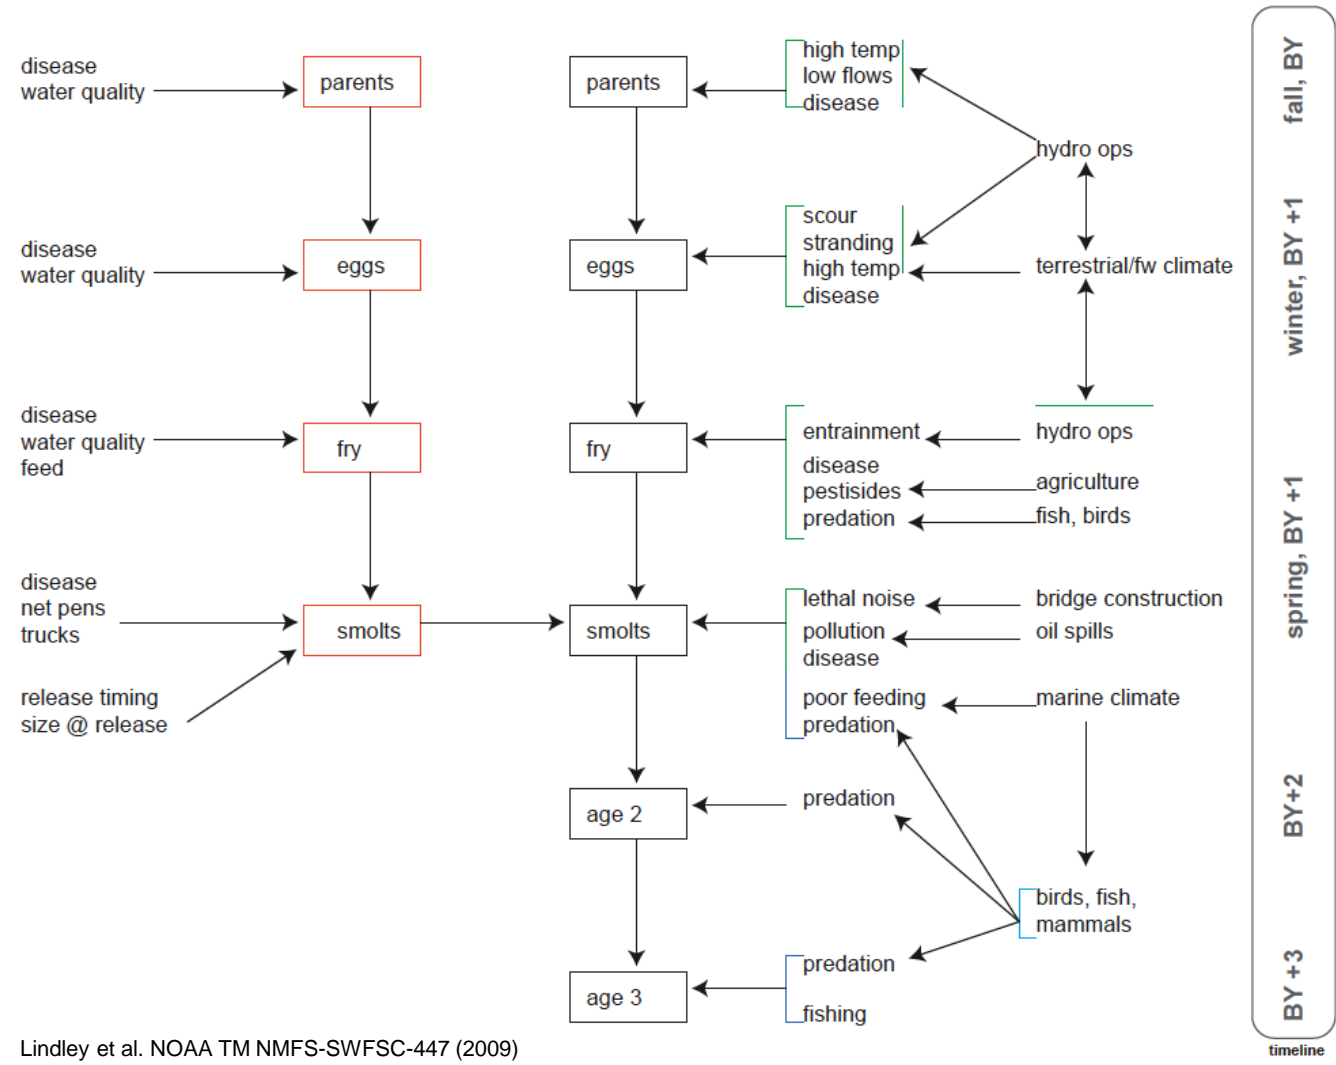 disease
water quality
parents
parents
high temp
low flows
disease
hydro ops
fall, BY
disease
water quality
eggs
eggs
scour
stranding
high temp
disease
terrestrial/fw climate
winter, BY +1
disease
water quality
feed
fry
fry
entrainment
disease
pestisides
predation
hydro ops
agriculture
fish, birds
spring, BY +1
disease
net pens
trucks
release timing
size @ release
smolts
smolts
lethal noise
pollution
disease
poor feeding
predation
bridge construction
oil spills
marine climate
age 2
predation
BY+2
birds, fish,
mammals
age 3
predation
fishing
BY +3
timeline
Lindley et al. NOAA TM NMFS-SWFSC-447 (2009)